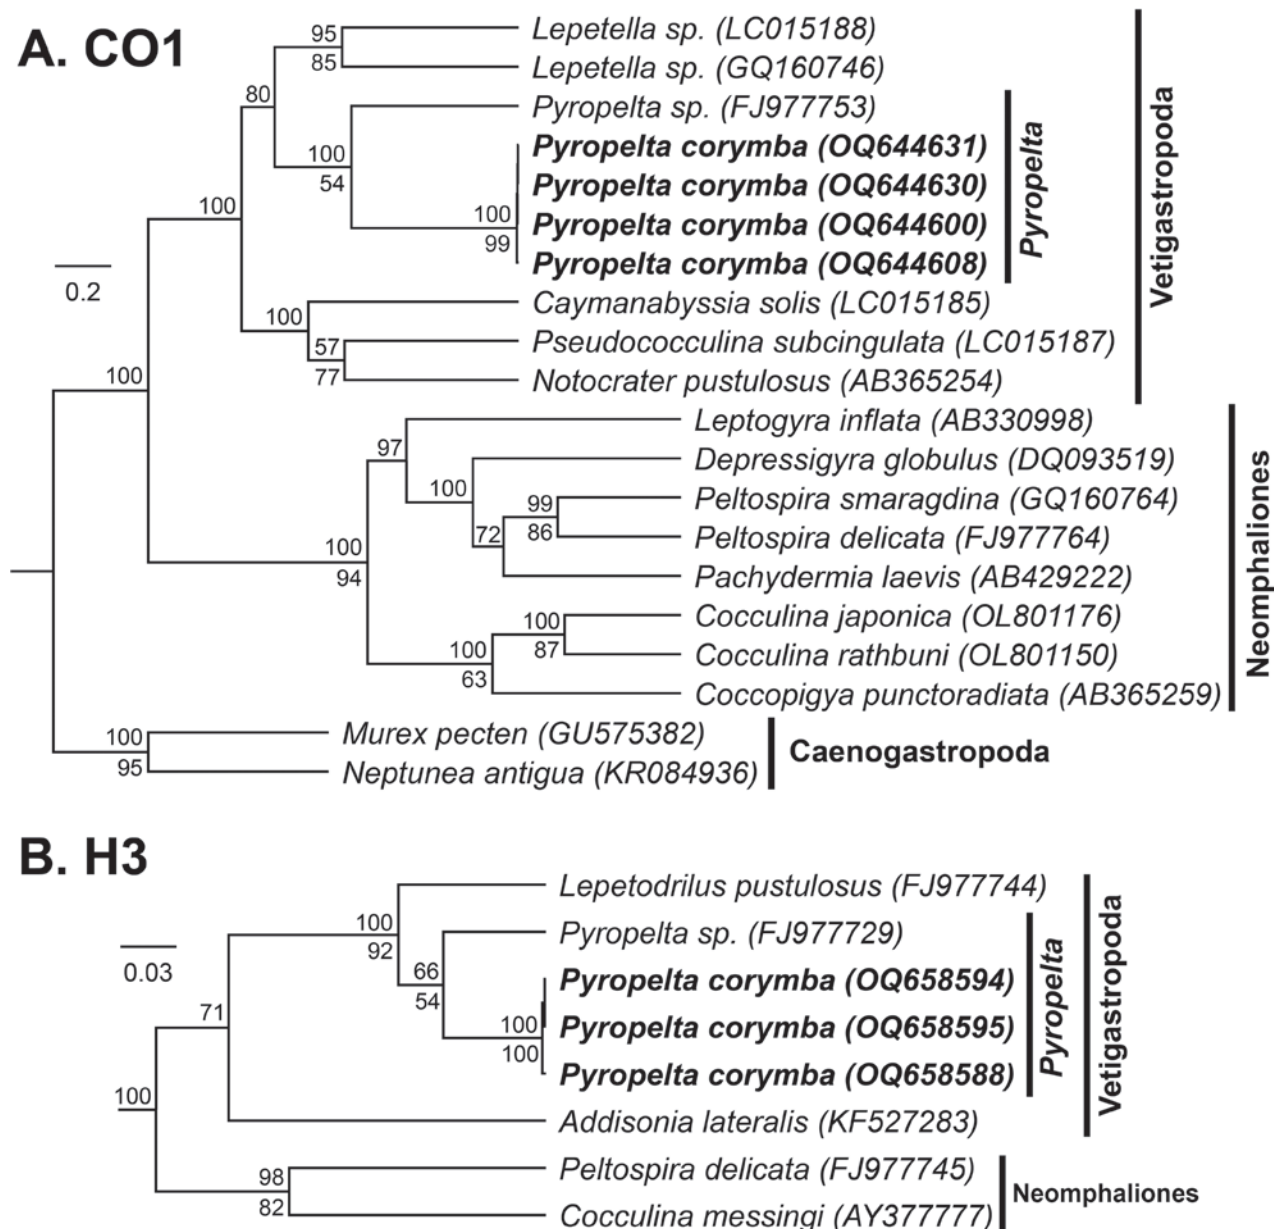 A. CO1
95
85
80
100
54
100
99
100
100
57
77
100
0.2
Lepetella sp. (LC015188)
Lepetella sp. (GQ160746)
Pyropelta sp. (FJ977753)
Pyropelta corymba (OQ644631)
Pyropelta corymba (OQ644630)
Pyropelta corymba (OQ644600)
Pyropelta corymba (OQ644608)
Caymanabyssia solis (LC015185)
Pseudococculina subcingulata (LC015187)
Notocrater pustulosus (AB365254)
Pyropelta
Vetigastropoda
97
100
99
86
72
100
94
100
87
100
63
Leptogyra inflata (AB330998)
Depressigyra globulus (DQ093519)
Peltospira smaragdina (GQ160764)
Peltospira delicata (FJ977764)
Pachydermia laevis (AB429222)
Cocculina japonica (OL801176)
Cocculina rathbuni (OL801150)
Coccopigya punctoradiata (AB365259)
Neomphaliones
100
95
Murex pecten (GU575382)
Neptunea antigua (KR084936)
Caenogastropoda
B. H3
0.03
100
92
66
54
100
100
71
100
98
82
Lepetodrilus pustulosus (FJ977744)
Pyropelta sp. (FJ977729)
Pyropelta corymba (OQ658594)
Pyropelta corymba (OQ658595)
Pyropelta corymba (OQ658588)
Addisonia lateralis (KF527283)
Pyropelta
Vetigastropoda
Peltospira delicata (FJ977745)
Cocculina messingi (AY377777)
Neomphaliones